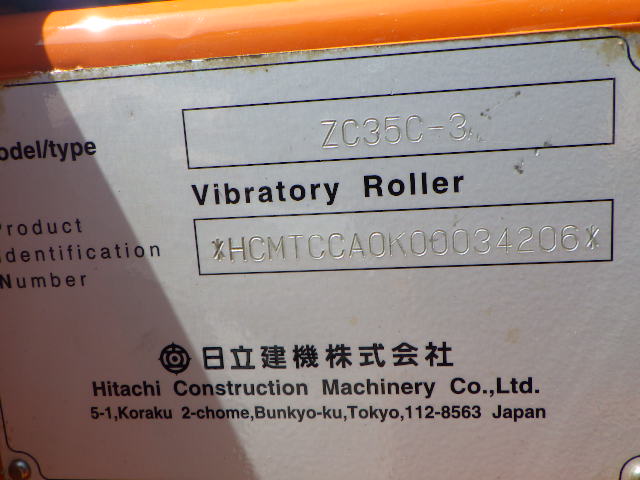 odel/type
ZC35C-3
Vibratory Roller
Product
Identification
Number
*HCMTCCA0K00034206*
日立建機株式会社
Hitachi Construction Machinery Co.,Ltd.
5-1,Koraku 2-chome,Bunkyo-ku,Tokyo,112-8563 Japan